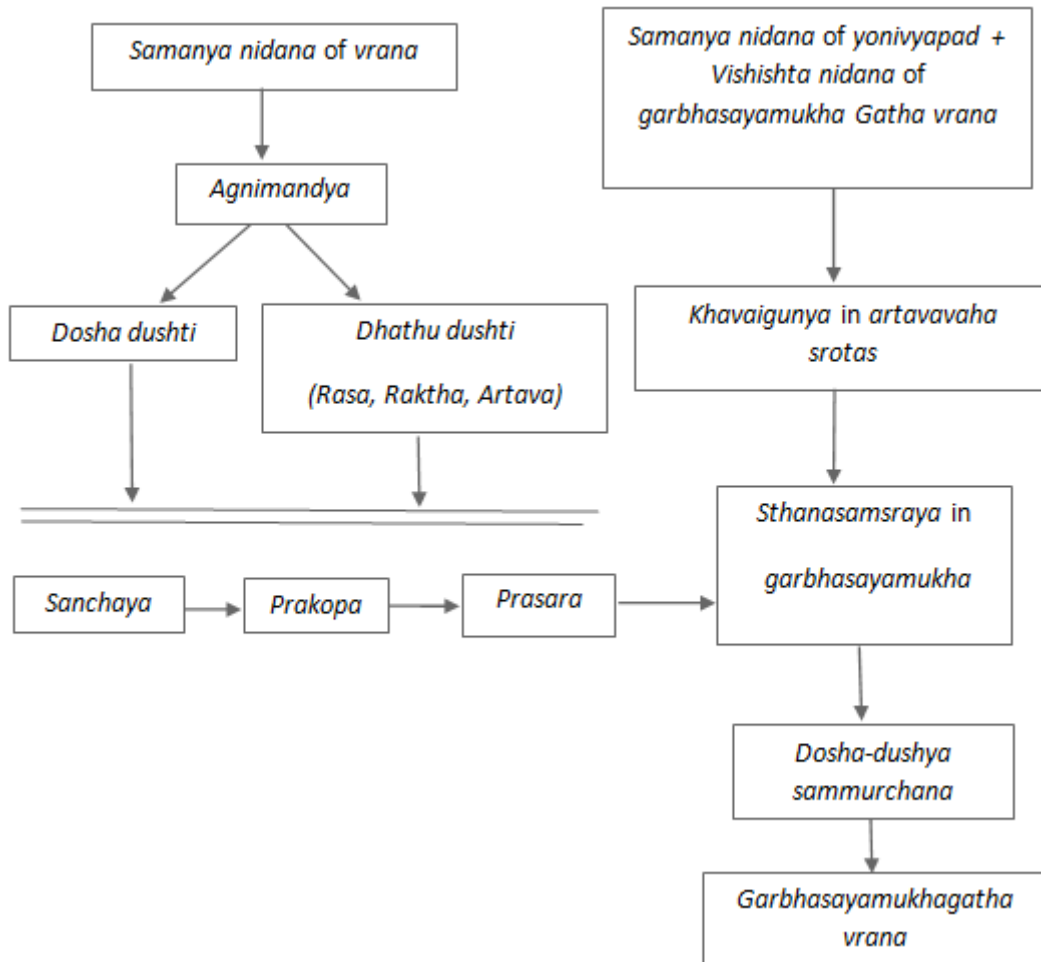 Samanya nidana of vrana
Samanya nidana of yonivyapad +
Vishishta nidana of
garbhasayamukha Gatha vrana
Agnimandya
Dosha dushti
Dhathu dushti
(Rasa, Raktha, Artava)
Khavaigunya in artavavaha
srotas
Sthanasamsraya in
garbhasayamukha
Sanchaya
Prakopa
Prasara
Dosha-dushya
sammurchana
Garbhasayamukhagatha
vrana